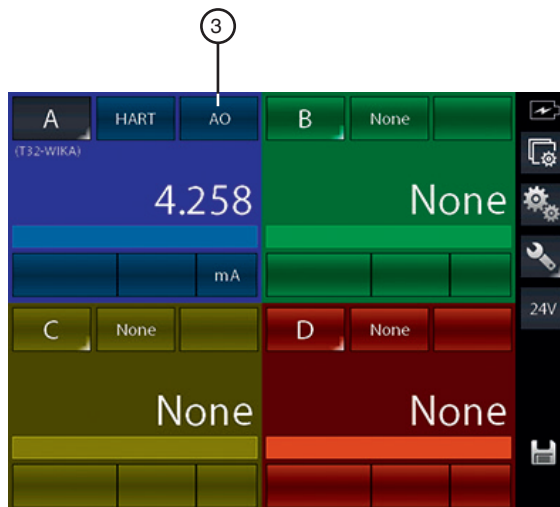 3
A HART AO
(T32-WIKA)
4.258
mA
B None
None
C None
None
D None
None
24V